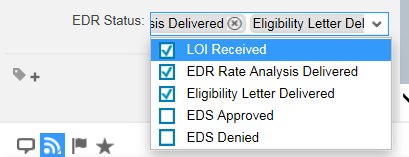 EDR Status: sis Delivered Eligibility Letter Del
LOI Received
EDR Rate Analysis Delivered
Eligibility Letter Delivered
EDS Approved
EDS Denied